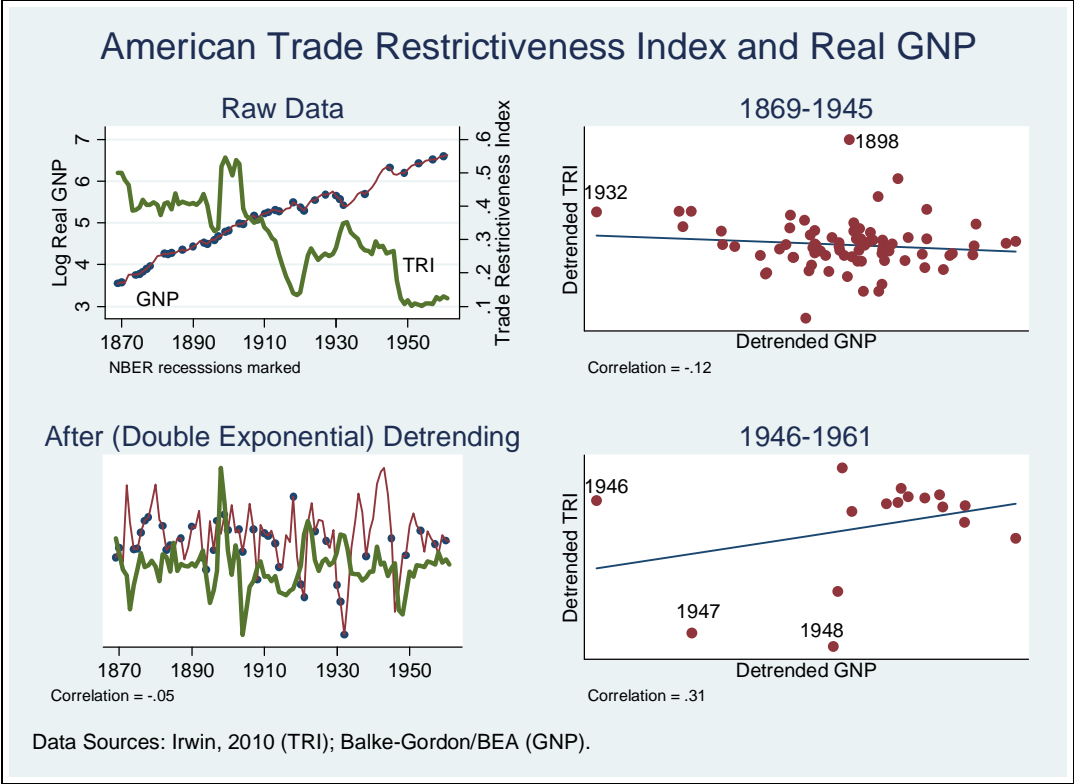 American Trade Restrictiveness Index and Real GNP
Raw Data
Log Real GNP
7
6
5
4
3
.6
.5
.4
.3
.2
.1
Trade Restrictiveness Index
GNP
TRI
1870 1890 1910 1930 1950
NBER recesssions marked
1869-1945
Detrended TRI
1898
1932
Detrended GNP
Correlation = -.12
After (Double Exponential) Detrending
1870 1890 1910 1930 1950
Correlation = -.05
1946-1961
Detrended TRI
1946
1947
1948
Detrended GNP
Correlation = .31
Data Sources: Irwin, 2010 (TRI); Balke-Gordon/BEA (GNP).